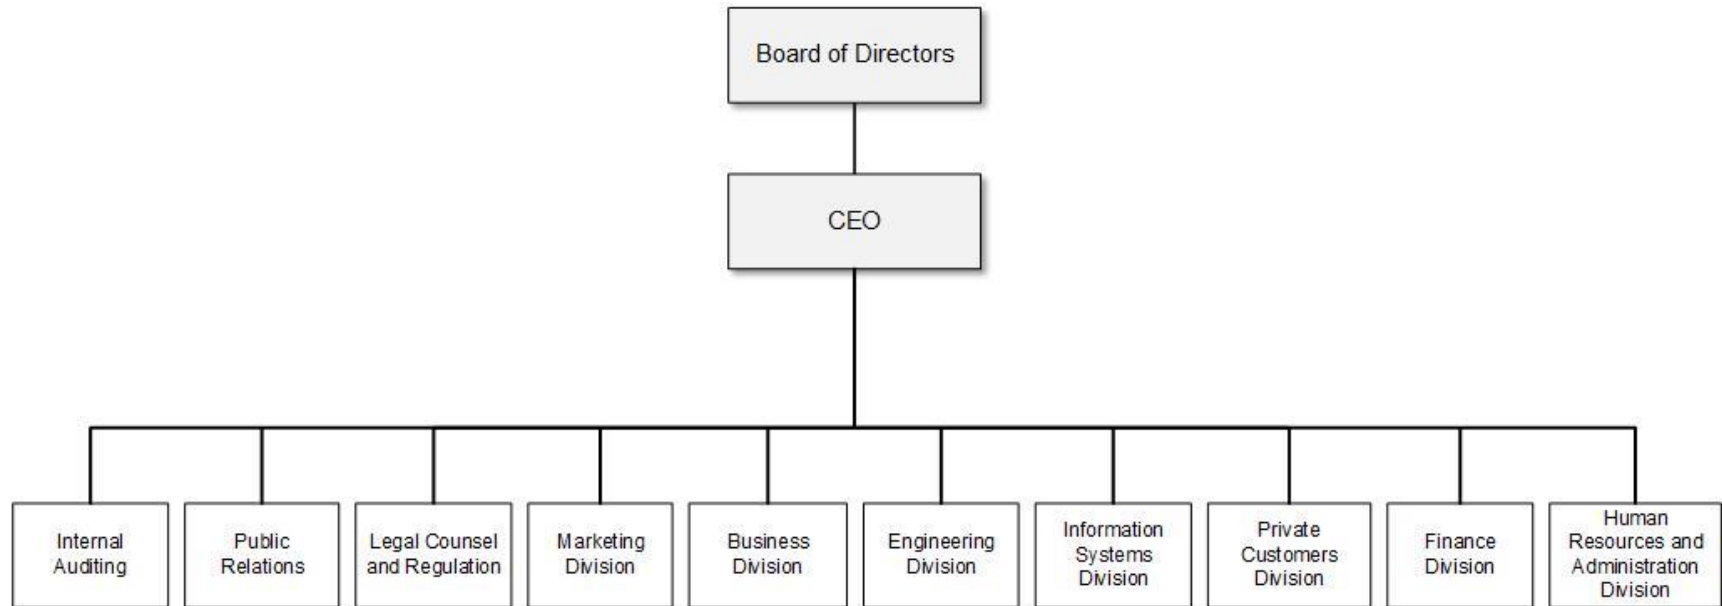 Board of Directors
CEO
Internal
Auditing
Public
Relations
Legal Counsel
and Regulation
Marketing
Division
Business
Division
Engineering
Division
Information
Systems
Division
Private
Customers
Division
Finance
Division
Human
Resources and
Administration
Division